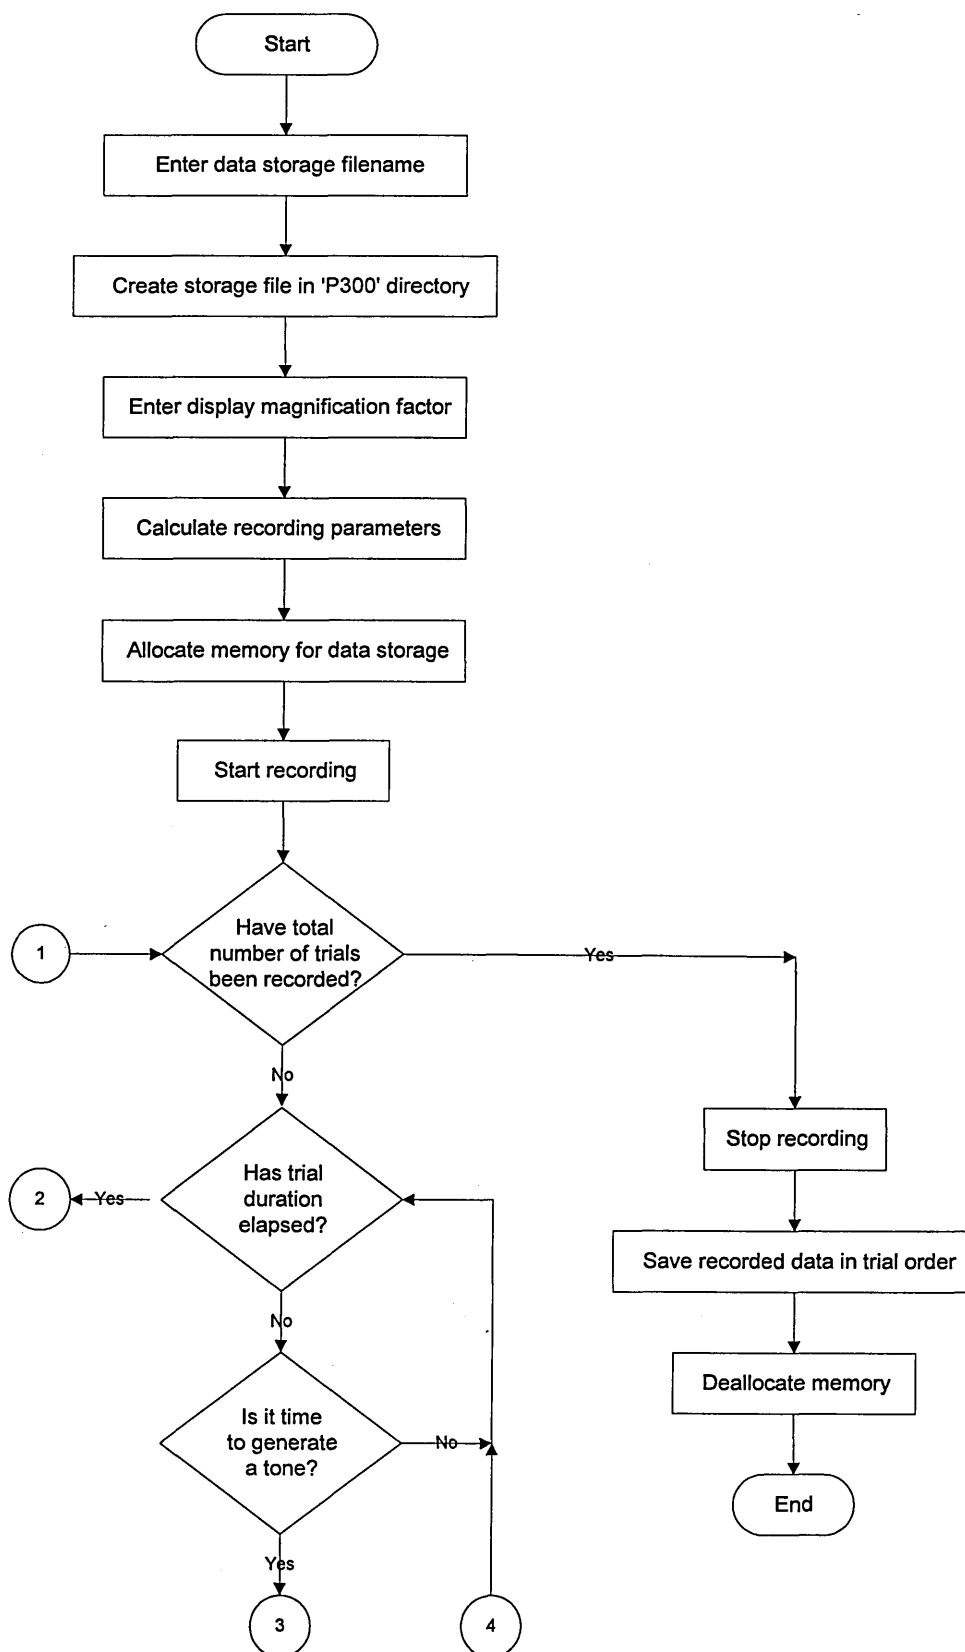 Start
Enter data storage filename
Create storage file in 'P300' directory
Enter display magnification factor
Calculate recording parameters
Allocate memory for data storage
Start recording
Have total
number of trials
been recorded?
1
Yes
No
Stop recording
Has trial
duration
elapsed?
2
Yes
Save recorded data in trial order
No
Deallocate memory
Is it time
to generate
a tone?
No
End
Yes
3
4